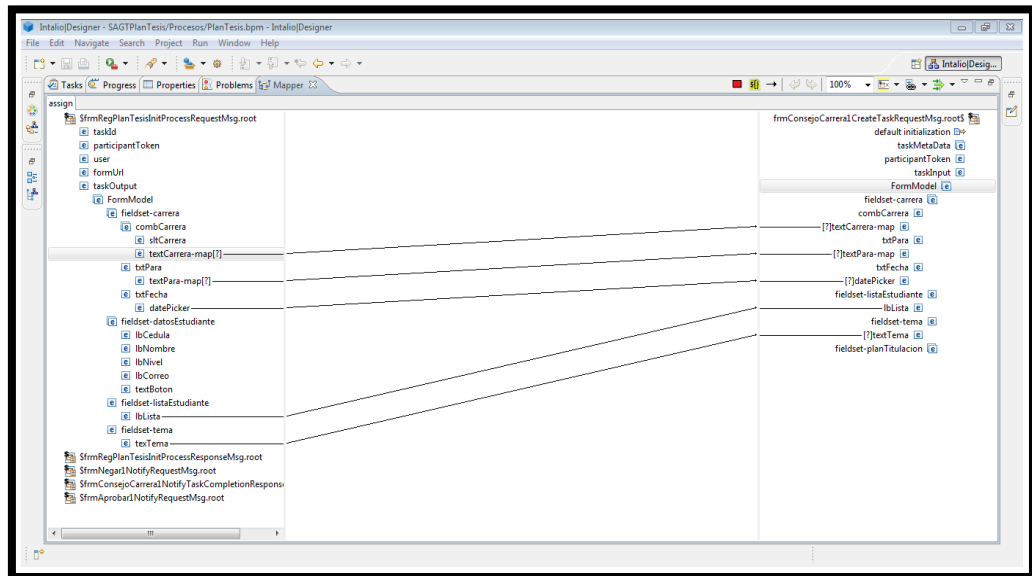 Intalio|Designer - SAGTPlanTesis/Procesos/PlanTesis.bpm - Intalio|Designer
File Edit Navigate Search Project Run Window Help
Intalio|Desig...
Tasks Progress Properties Problems Mapper
100%
assign
$frmRegPlanTesisInitProcessRequestMsg.root
taskId
participantToken
user
formUrl
taskOutput
FormModel
fieldset-carrera
combCarrera
sltCarrera
textCarrera-map[?]
txtPara
textPara-map[?]
txtFecha
datePicker
fieldset-datosEstudiante
lbCedula
lbNombre
lbNivel
lbCorreo
textBoton
fieldset-listaEstudiante
lbLista
fieldset-tema
texTema
$frmRegPlanTesisInitProcessResponseMsg.root
$frmNegar1NotifyRequestMsg.root
$frmConsejoCarrera1NotifyTaskCompletionResponse
$frmAprobar1NotifyRequestMsg.root
frmConsejoCarrera1CreateTaskRequestMsg.root$
default initialization
taskMetaData
participantToken
taskInput
FormModel
fieldset-carrera
combCarrera
[?]textCarrera-map
txtPara
[?]textPara-map
txtFecha
[?]datePicker
fieldset-listaEstudiante
lbLista
fieldset-tema
[?]textTema
fieldset-planTitulacion